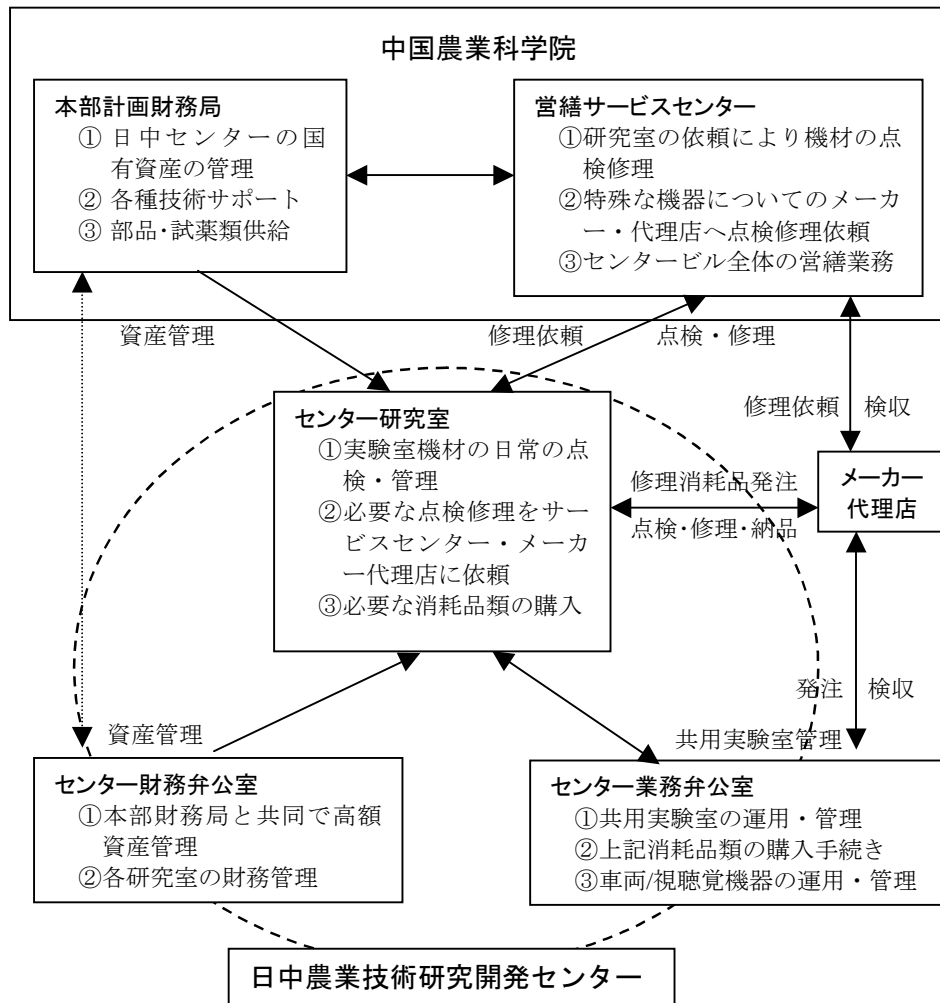 中国農業科学院
本部計画財務局
① 日中センターの国
有資産の管理
② 各種技術サポート
③ 部品・試薬類供給
営繕サービスセンター
①研究室の依頼により機材の点
検修理
②特殊な機器についてのメーカ
ー・代理店へ点検修理依頼
③センタービル全体の営繕業務
資産管理
修理依頼
点検・修理
修理依頼
検収
センター研究室
①実験室機材の日常の点
検・管理
②必要な点検修理をサー
ビスセンター・メーカ
ー代理店に依頼
③必要な消耗品類の購入
修理消耗品発注
点検・修理・納品
メーカー
代理店
発注
検収
資産管理
共用実験室管理
センター財務弁公室
①本部財務局と共同で高額
資産管理
②各研究室の財務管理
センター業務弁公室
①共用実験室の運用・管理
②上記消耗品類の購入手続き
③車両/視聴覚機器の運用・管理
日中農業技術研究開発センター